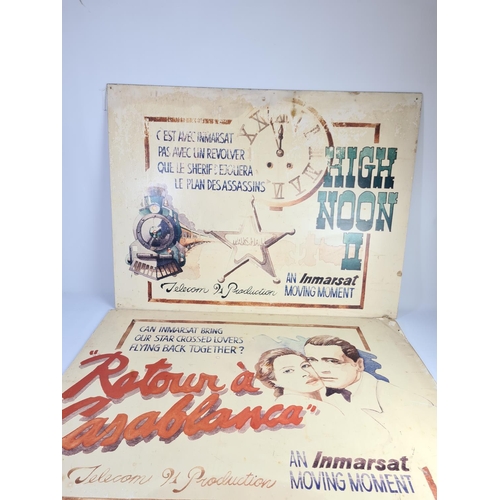 C'EST AVEC INMARSAT
PAS AVEC UN REVOLVER
QUE LE SHERIF DEJOUERA
LE PLAN DES ASSASSINS
HIGH
NOON
II
Telecom 91 Production
AN Inmarsat
MOVING MOMENT
CAN INMARSAT BRING
OUR STAR CROSSED LOVERS
FLYING BACK TOGETHER?
"Retour à
Casablanca"
Telecom 91 Production
AN Inmarsat
MOVING MOMENT